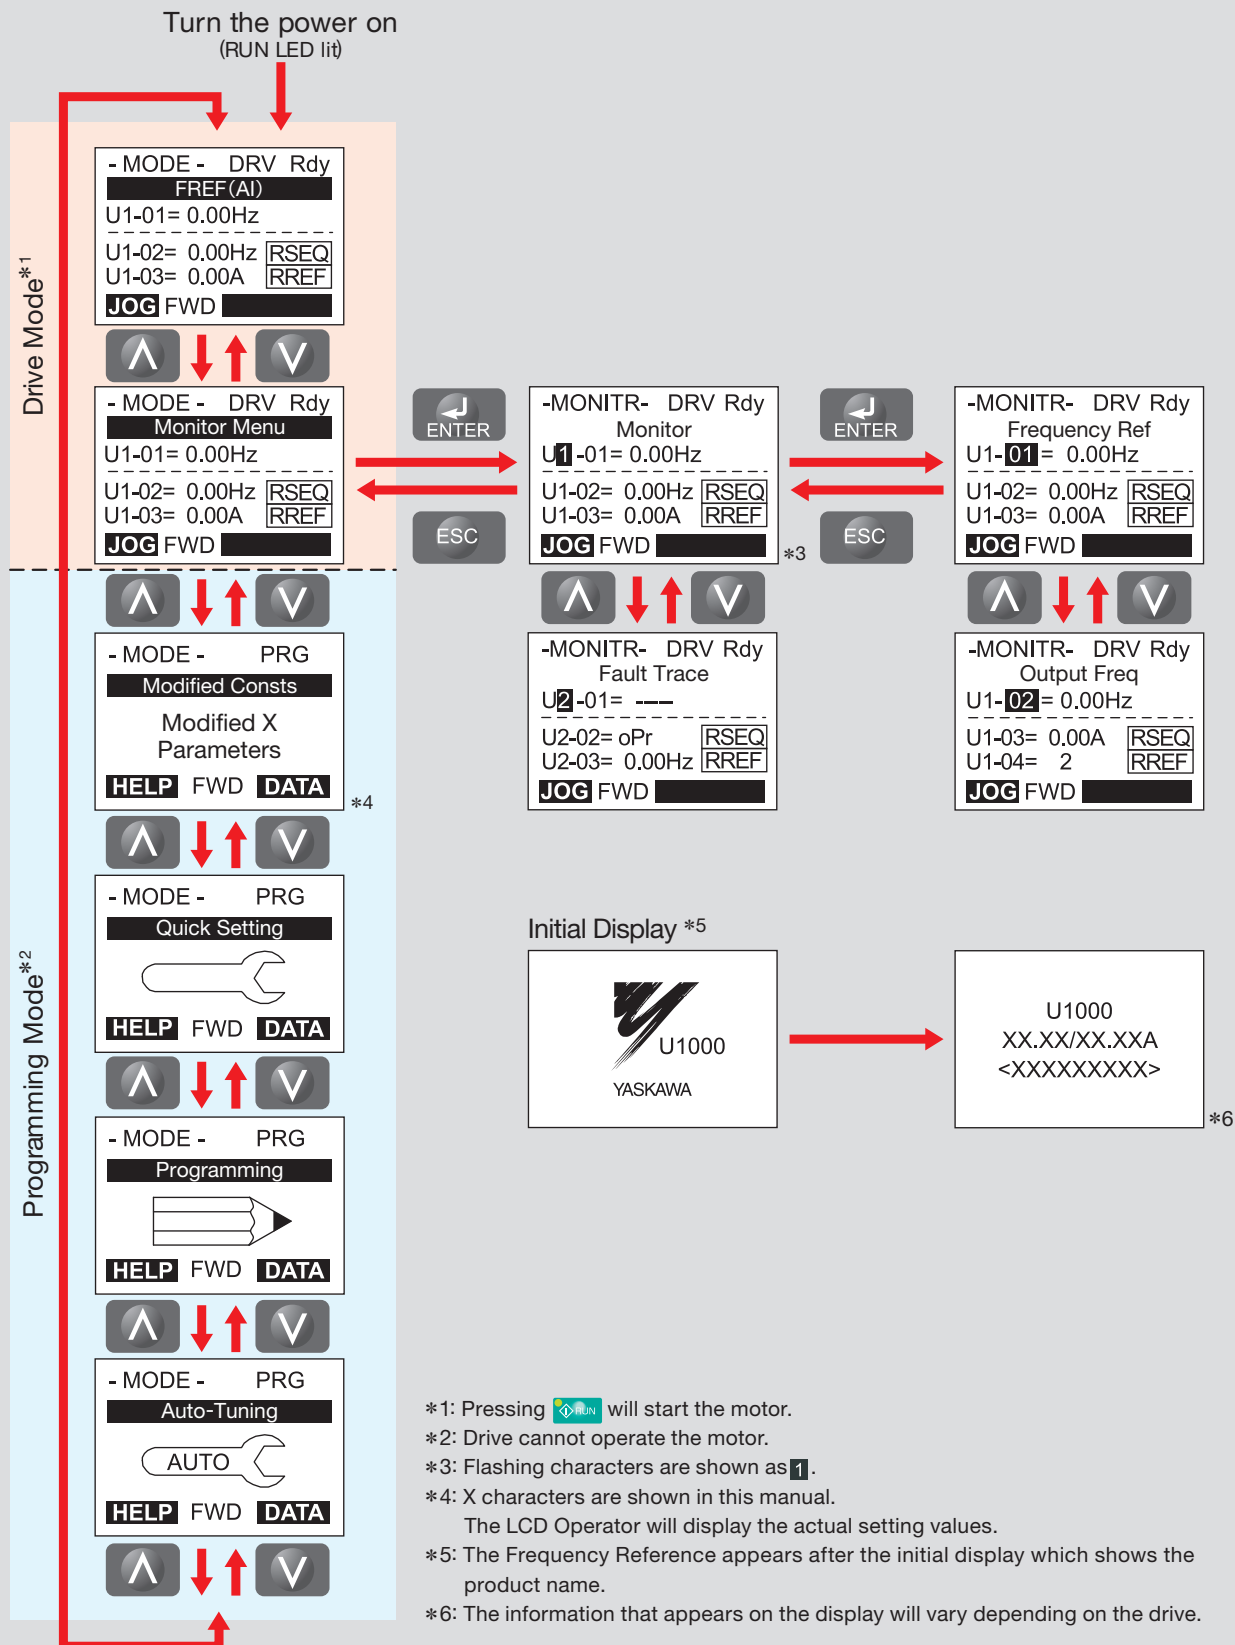 Turn the power on
(RUN LED lit)
Drive Mode*1
- MODE - DRV Rdy
FREF(AI)
U1-01= 0.00Hz
U1-02= 0.00Hz RSEQ
U1-03= 0.00A RREF
JOG FWD
- MODE - DRV Rdy
Monitor Menu
U1-01= 0.00Hz
U1-02= 0.00Hz RSEQ
U1-03= 0.00A RREF
JOG FWD
ENTER
ESC
-MONITR- DRV Rdy
Monitor
U1 -01= 0.00Hz
U1-02= 0.00Hz RSEQ
U1-03= 0.00A RREF
JOG FWD
*3
ENTER
ESC
-MONITR- DRV Rdy
Frequency Ref
U1- 01 = 0.00Hz
U1-02= 0.00Hz RSEQ
U1-03= 0.00A RREF
JOG FWD
-MONITR- DRV Rdy
Fault Trace
U2 -01= ---
U2-02= oPr RSEQ
U2-03= 0.00Hz RREF
JOG FWD
-MONITR- DRV Rdy
Output Freq
U1- 02 = 0.00Hz
U1-03= 0.00A RSEQ
U1-04= 2 RREF
JOG FWD
Programming Mode*2
- MODE - PRG
Modified Consts
Modified X
Parameters
HELP FWD DATA
*4
- MODE - PRG
Quick Setting
HELP FWD DATA
- MODE - PRG
Programming
HELP FWD DATA
- MODE - PRG
Auto-Tuning
AUTO
HELP FWD DATA
Initial Display *5
U1000
YASKAWA
U1000
XX.XX/XX.XXA
<XXXXXXXXX>
*6
*1: Pressing RUN will start the motor.
*2: Drive cannot operate the motor.
*3: Flashing characters are shown as 1 .
*4: X characters are shown in this manual.
The LCD Operator will display the actual setting values.
*5: The Frequency Reference appears after the initial display which shows the
product name.
*6: The information that appears on the display will vary depending on the drive.